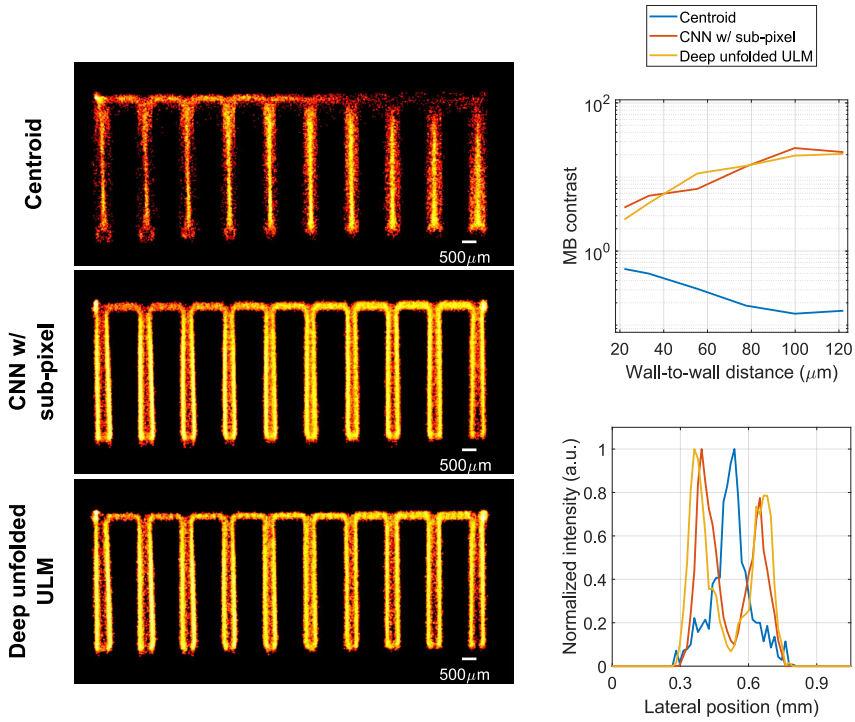 Centroid
CNN w/ sub-pixel
Deep unfolded ULM
Centroid
500μm
CNN w/
sub-pixel
500μm
Deep unfolded
ULM
500μm
MB contrast
10²
10⁰
20 40 60 80 100 120
Wall-to-wall distance (μm)
Normalized intensity (a.u.)
1
0.8
0.6
0.4
0.2
0
0 0.3 0.6 0.9
Lateral position (mm)